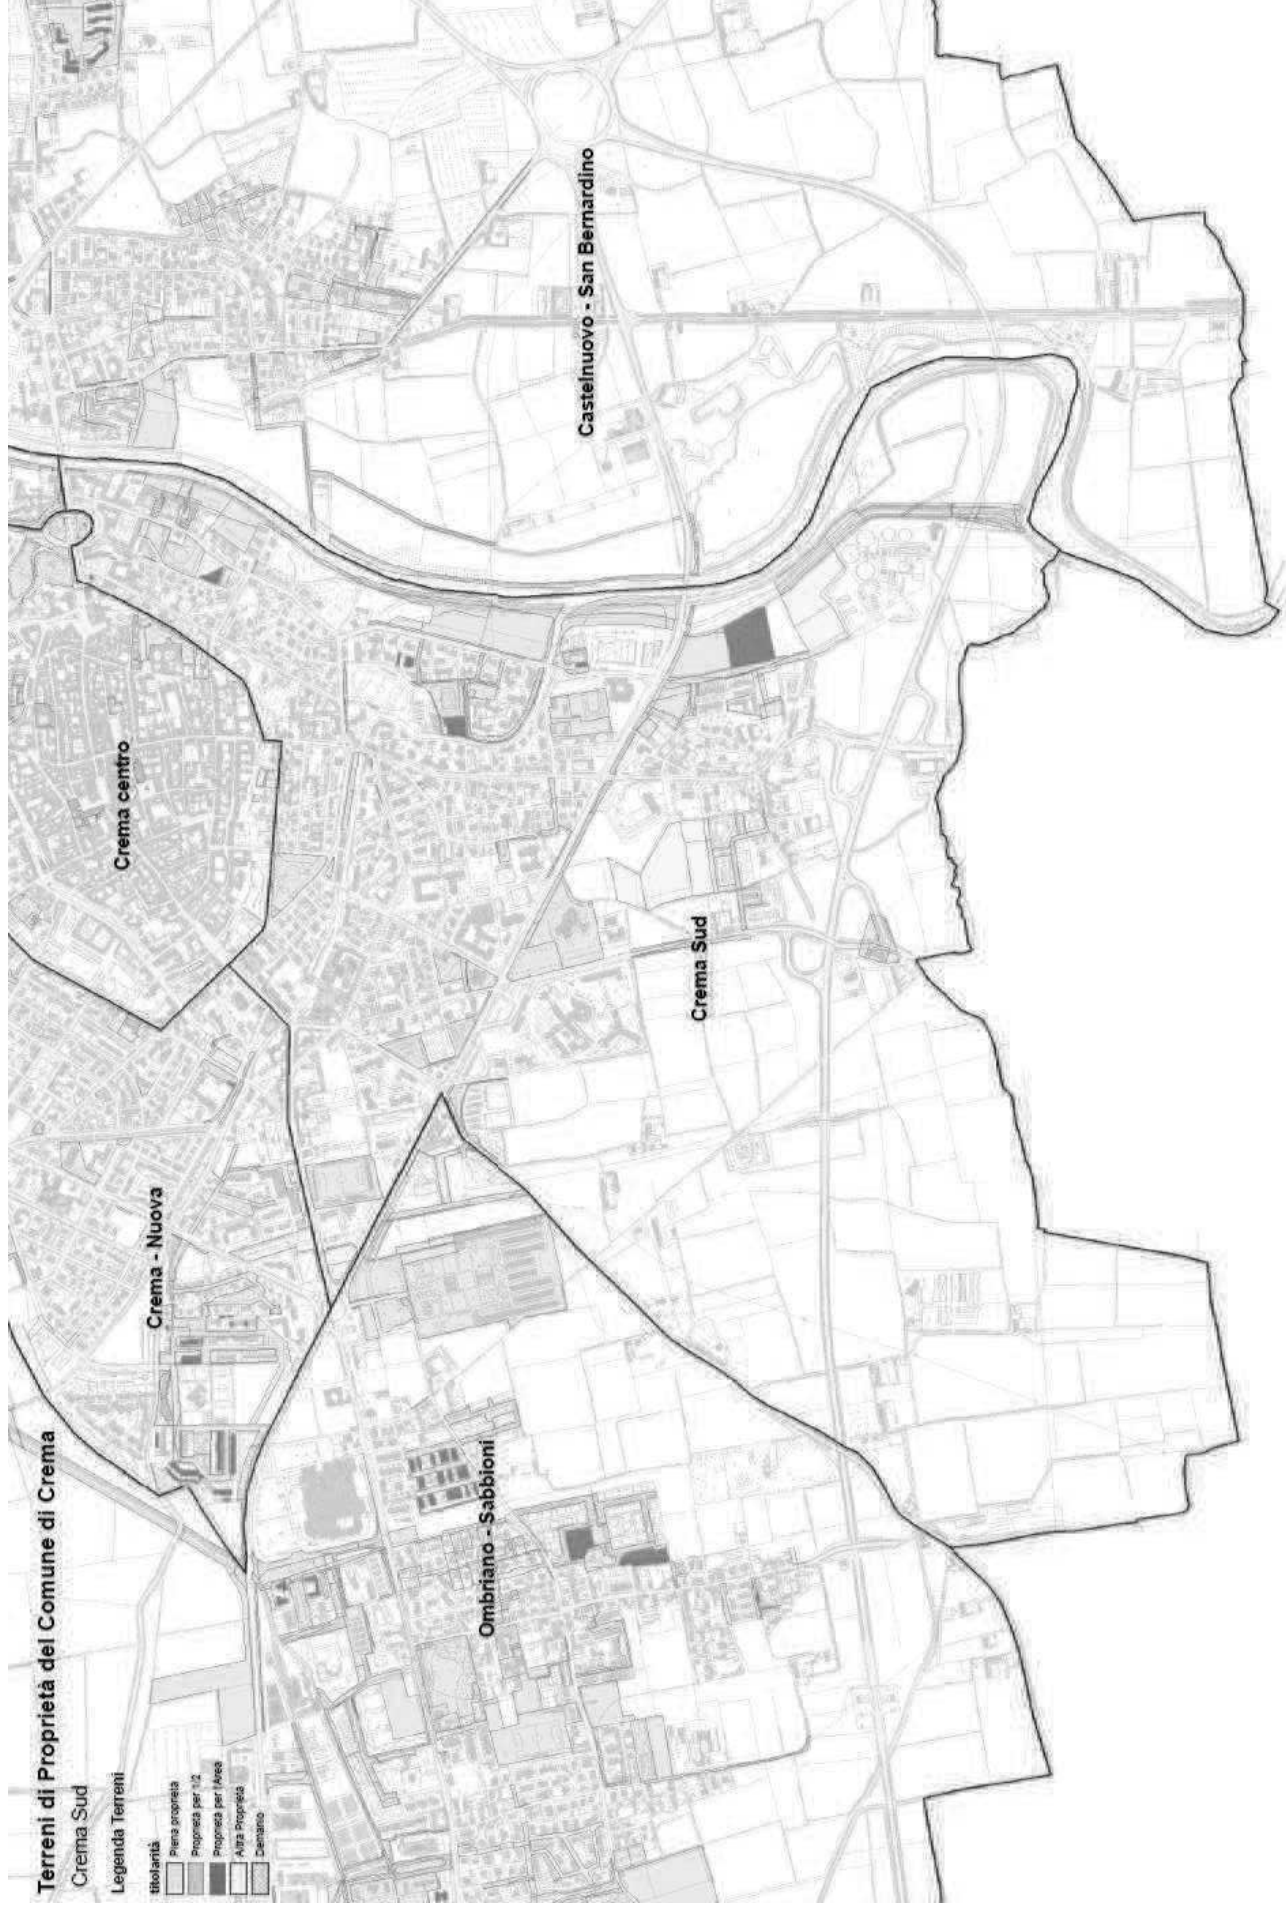 Terreni di Proprietà del Comune di Crema
Crema Sud
Legenda Terreni
titolarità
Piena proprietà
Proprietà per 1/2
Proprietà per l'Area
Altra Proprietà
Demanio
Crema - Nuova
Crema centro
Ombriano - Sabbioni
Crema Sud
Castelnuovo - San Bernardino